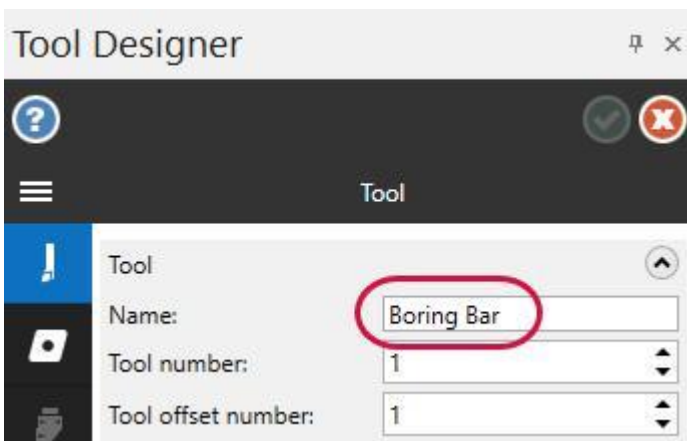 Tool Designer
?
Tool
Tool
Name: Boring Bar
Tool number: 1
Tool offset number: 1